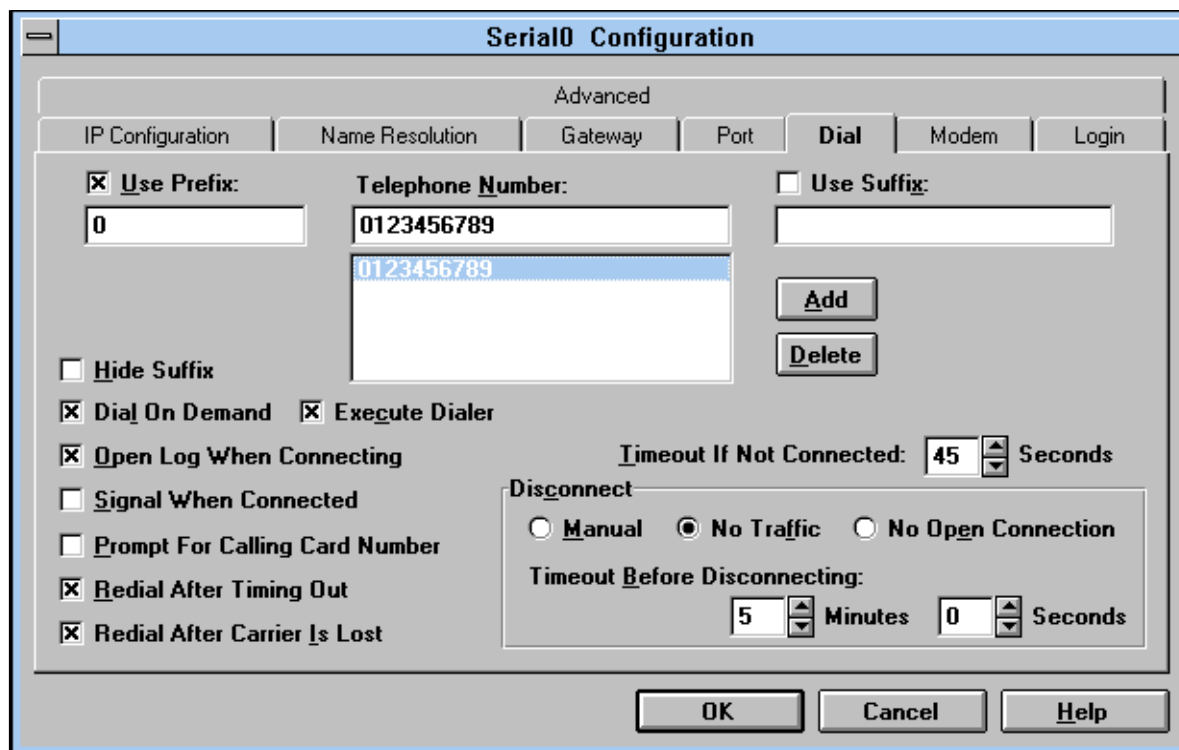 Serial0 Configuration
Advanced
IP Configuration Name Resolution Gateway Port Dial Modem Login
Use Prefix: Telephone Number: Use Suffix:
0 0123456789
0123456789
Add
Delete
Hide Suffix
Dial On Demand Execute Dialer
Open Log When Connecting Timeout If Not Connected: 45 Seconds
Signal When Connected Disconnect
Manual No Traffic No Open Connection
Prompt For Calling Card Number
Timeout Before Disconnecting:
Redial After Timing Out
5 Minutes 0 Seconds
Redial After Carrier Is Lost
OK Cancel Help